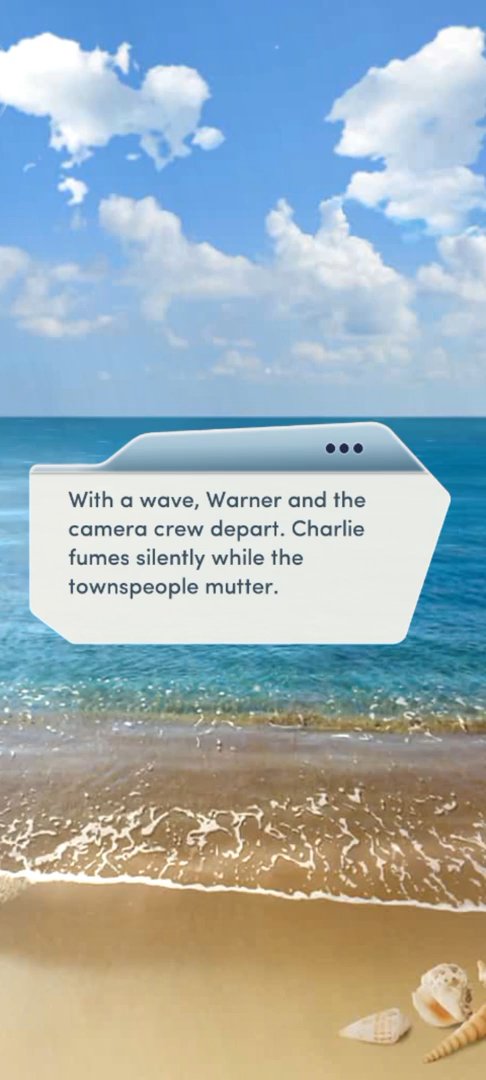 With a wave, Warner and the
camera crew depart. Charlie
fumes silently while the
townspeople mutter.